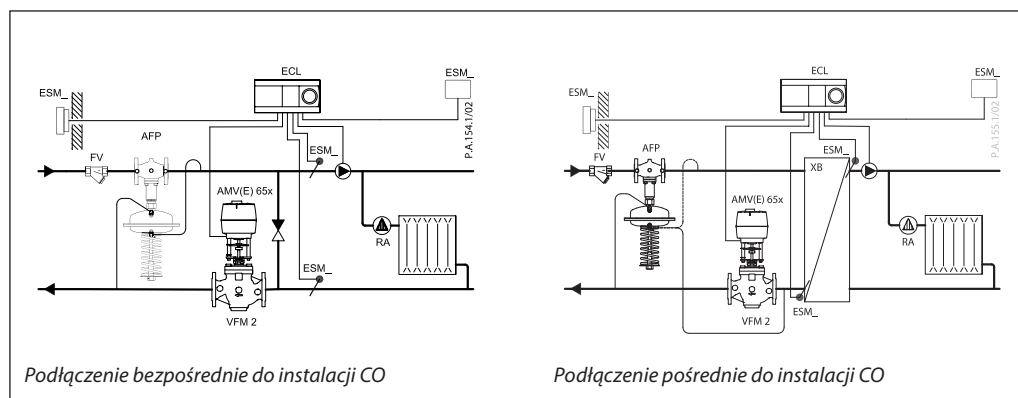 ECL
ESM_
ESM_
AFP
FV
ESM_
AMV(E) 65x
RA
ESM_
VFM 2
P.A.154.1/02
Podłączenie bezpośrednie do instalacji CO
ECL
ESM_
ESM_
FV
AFP
ESM_
XB
AMV(E) 65x
RA
ESM_
VFM 2
P.A.155.1/02
Podłączenie pośrednie do instalacji CO